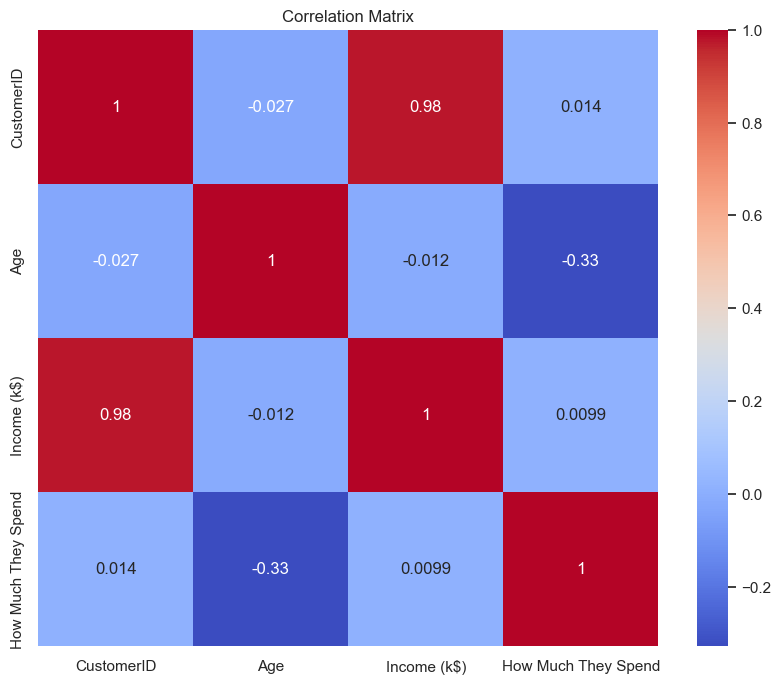 Correlation Matrix
CustomerID
1
-0.027
0.98
0.014
Age
-0.027
1
-0.012
-0.33
Income (k$)
0.98
-0.012
1
0.0099
How Much They Spend
0.014
-0.33
0.0099
1
CustomerID
Age
Income (k$)
How Much They Spend
1.0
0.8
0.6
0.4
0.2
0.0
−0.2